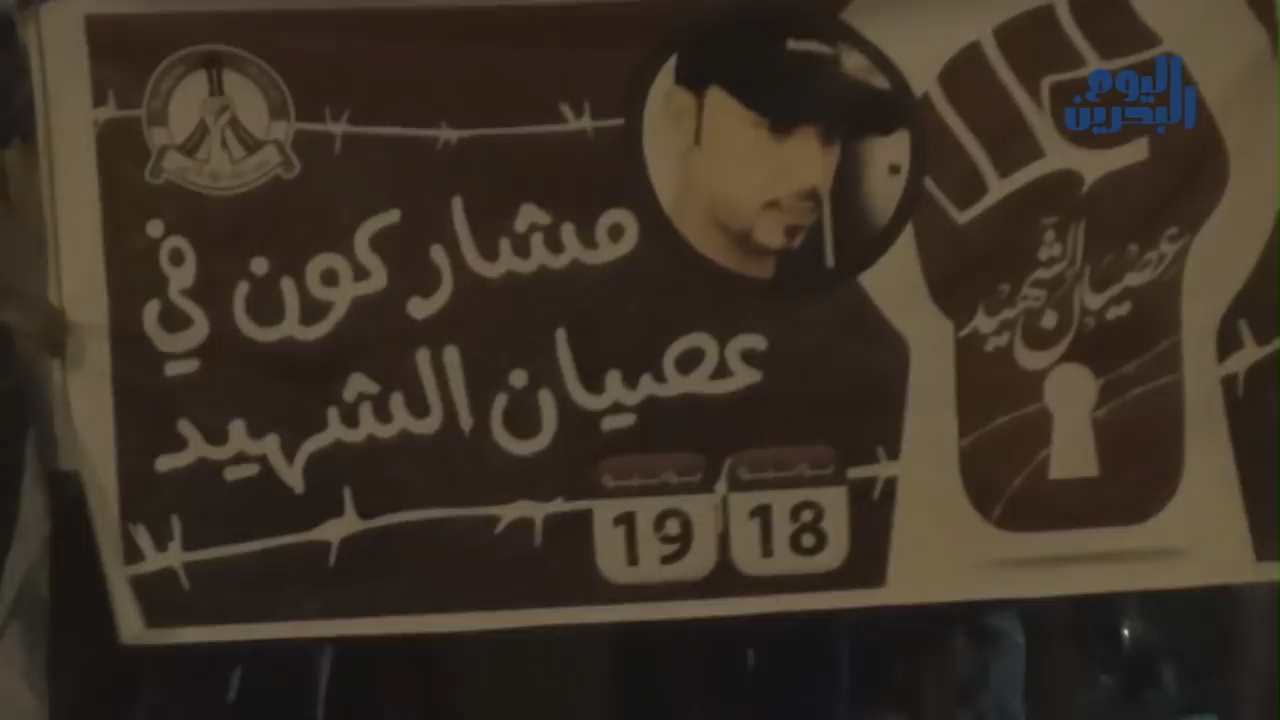 اليوم
البحرين
مشاركون في
عصيان الشهيد
عصيان الشهيد
19
18